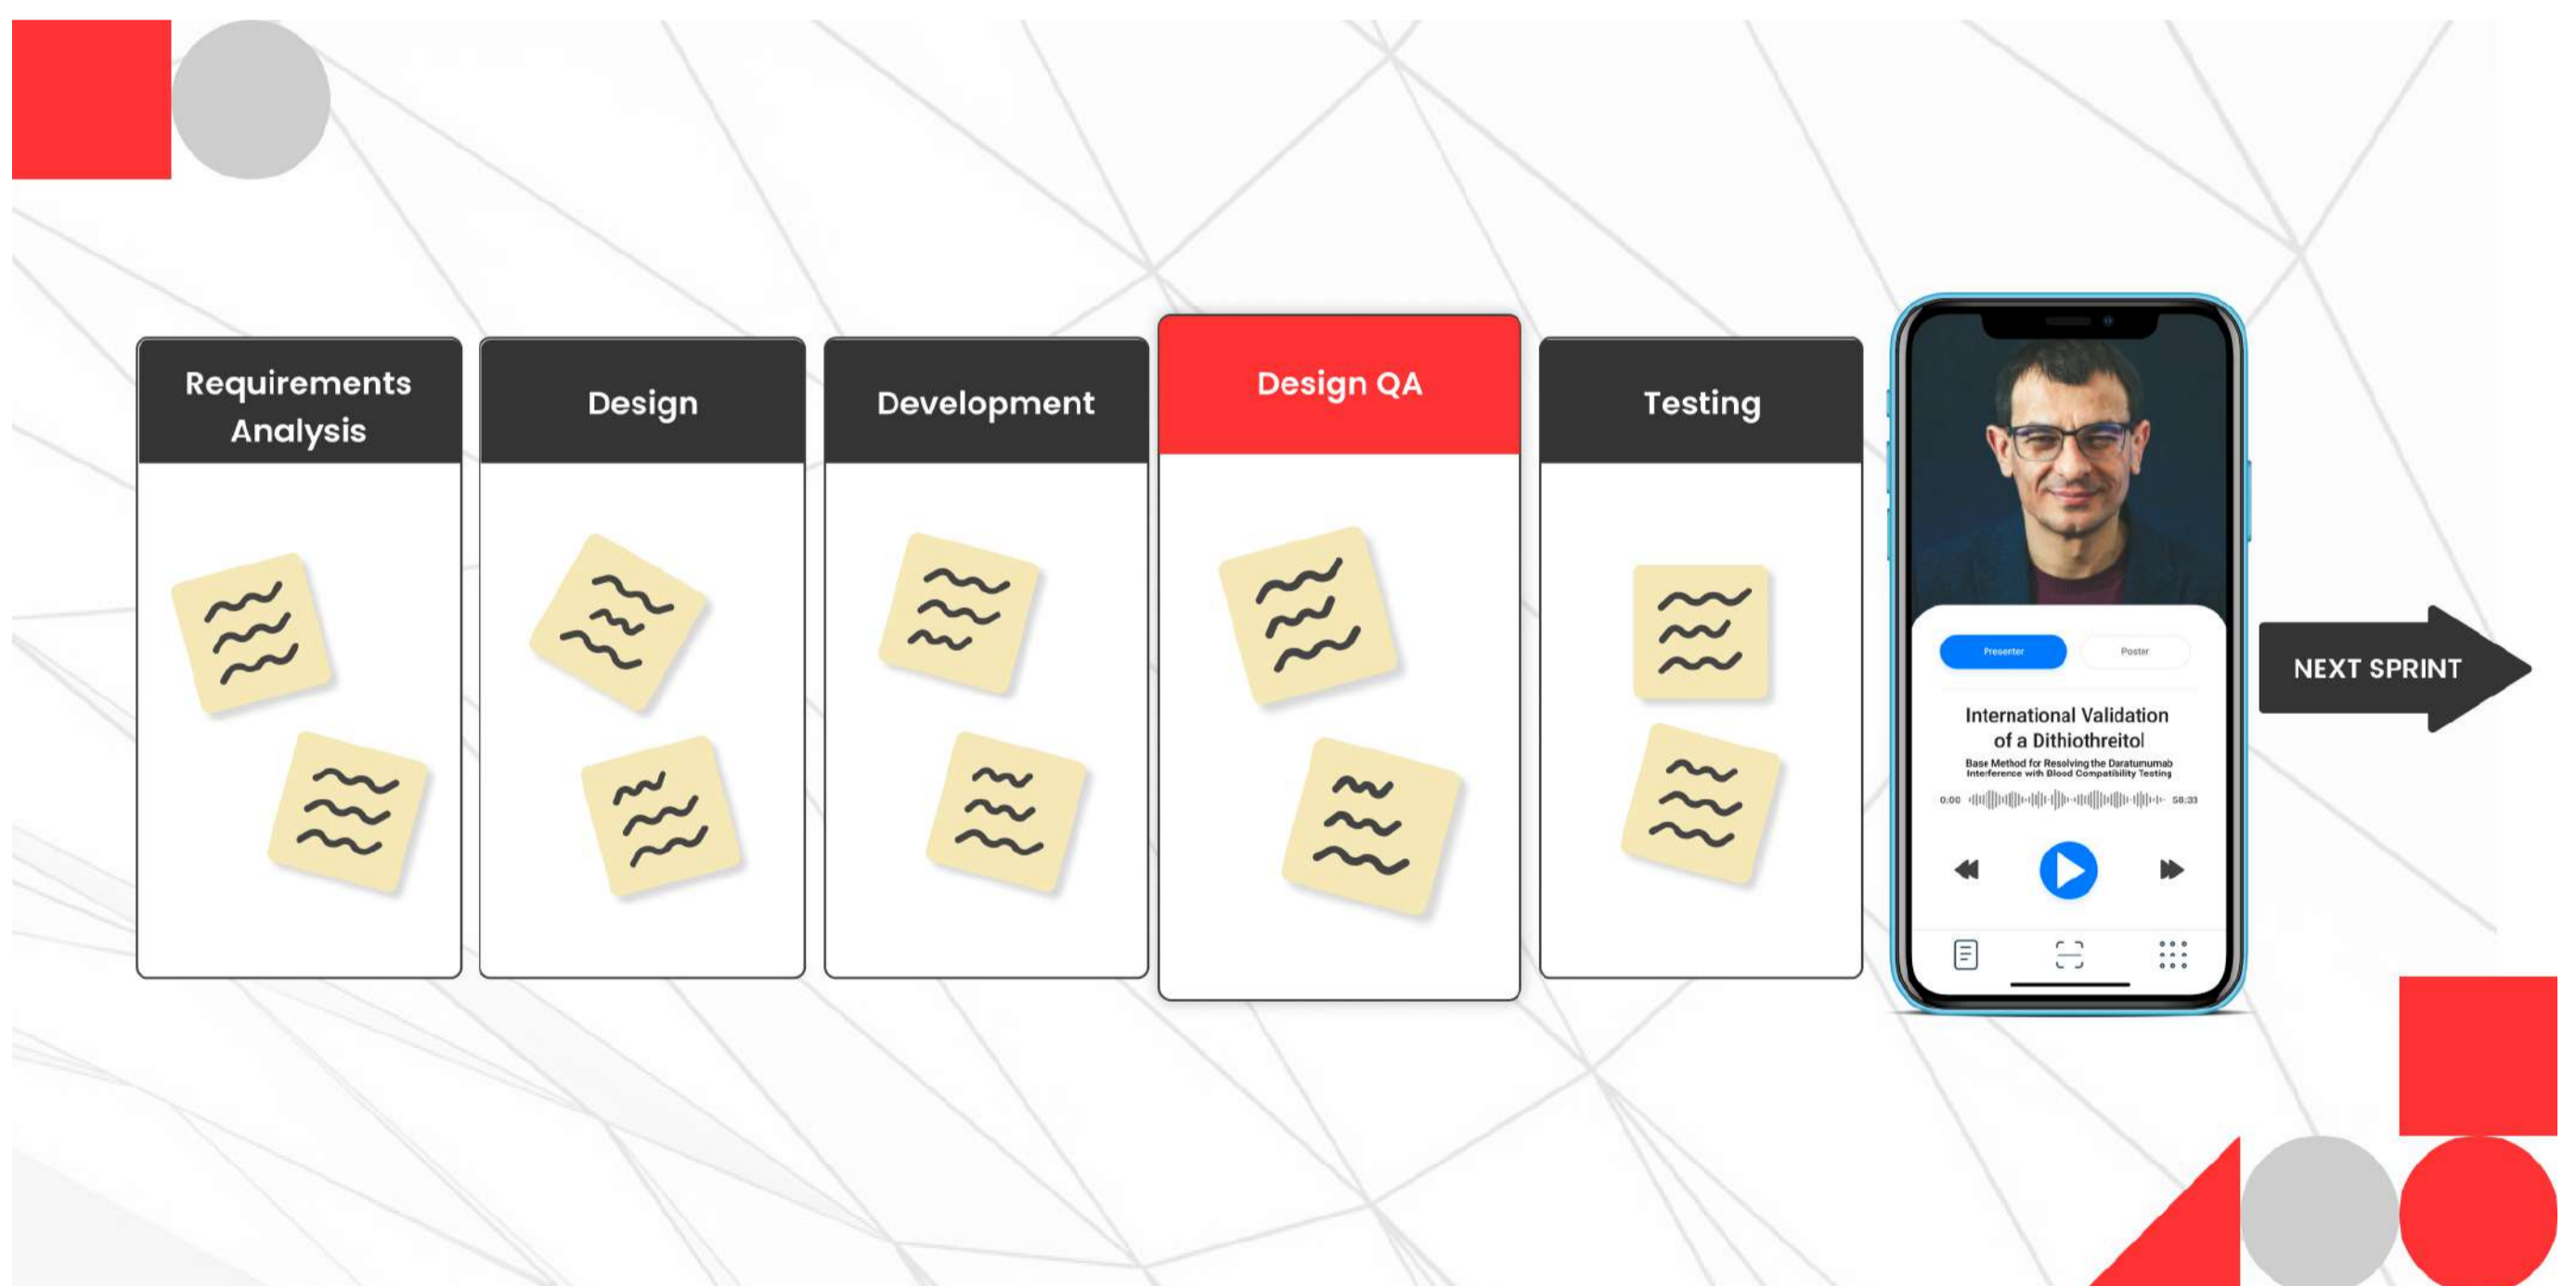 Requirements
Analysis
Design
Development
Design QA
Testing
Presenter
Poster
International Validation
of a Dithiothreitol
Base Method for Resolving the Daratumumab
Interference with Blood Compatibility Testing
0:00
58:33
NEXT SPRINT